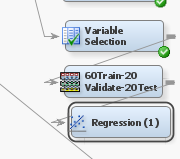 Variable
Selection
60Train-20
Validate-20Test
Regression (1)